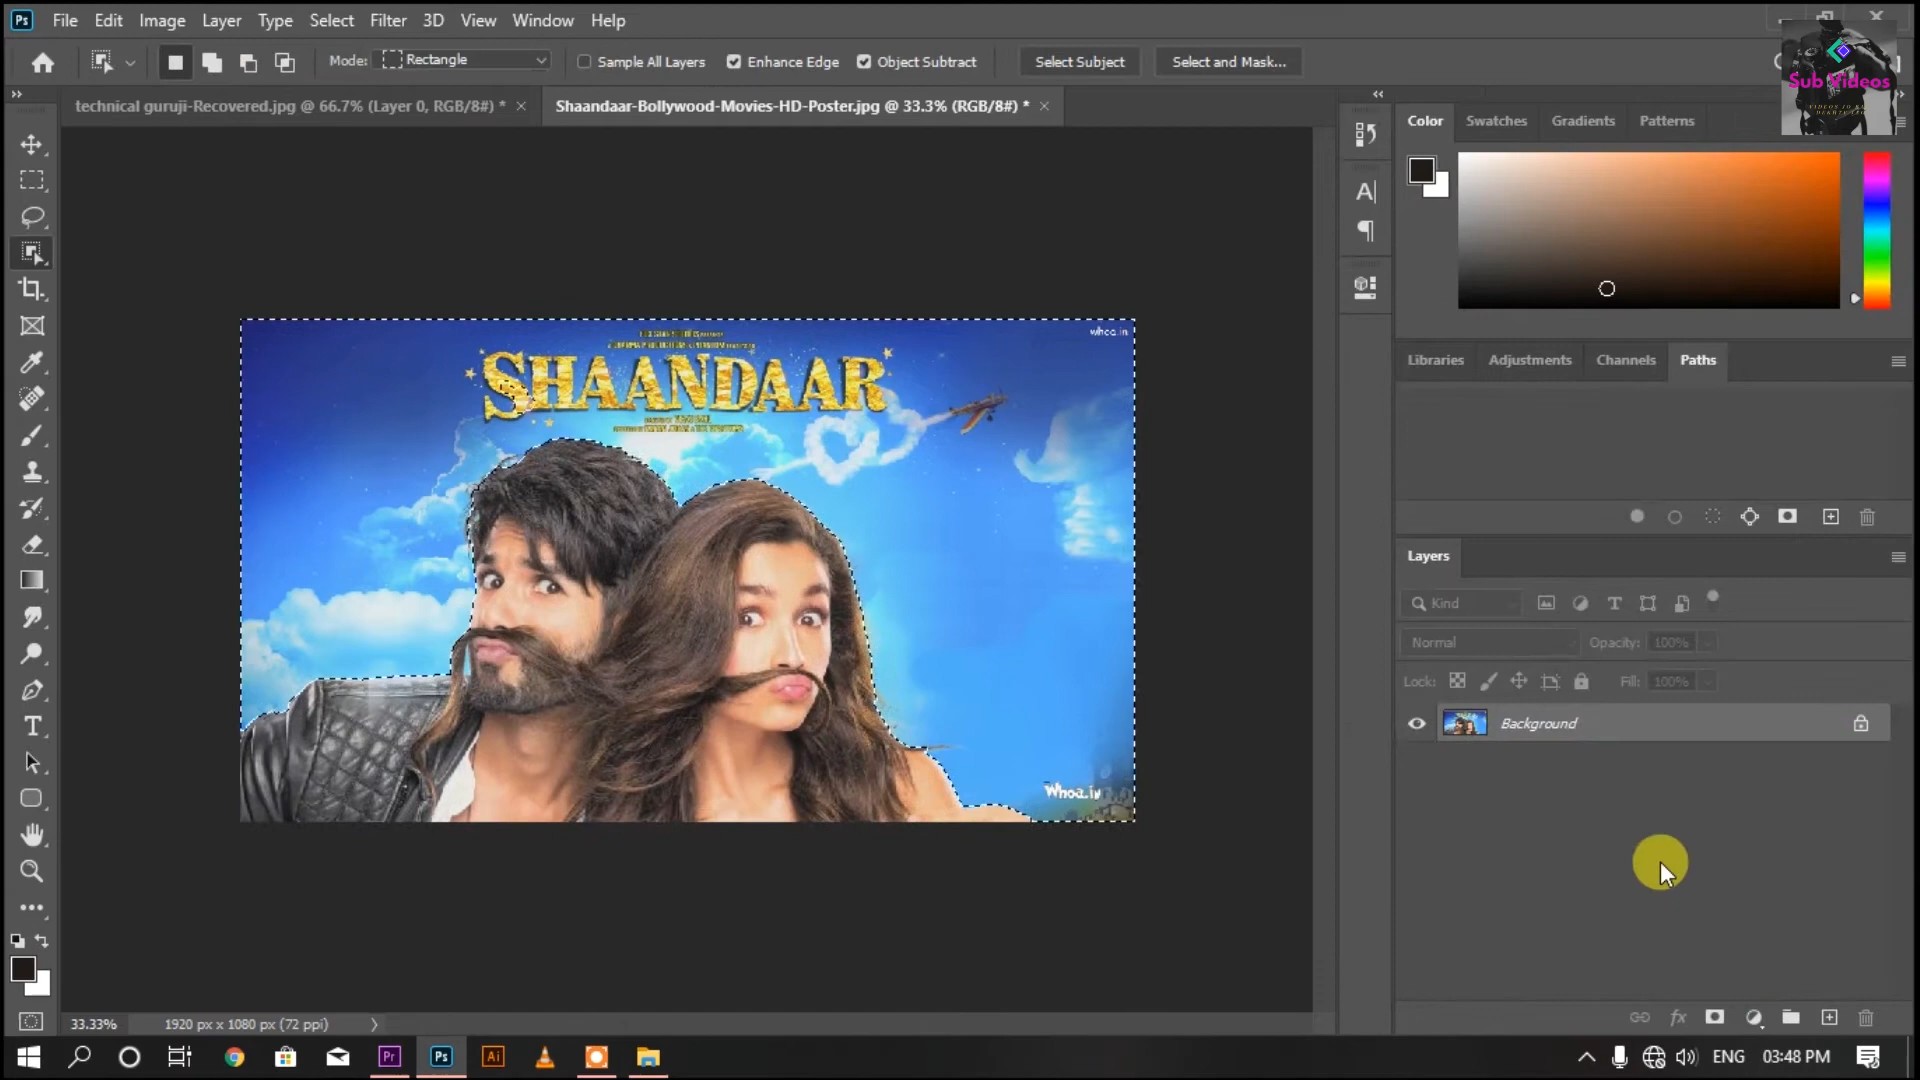 Ps File Edit Image Layer Type Select Filter 3D View Window Help
Mode: Rectangle Sample All Layers Enhance Edge Object Subtract Select Subject Select and Mask...
Sub Videos
technical guruji-Recovered.jpg @ 66.7% (Layer 0, RGB/8#) * Shaandaar-Bollywood-Movies-HD-Poster.jpg @ 33.3% (RGB/8#) *
Color Swatches Gradients Patterns
whoa.in
SHAANDAAR
Libraries Adjustments Channels Paths
Layers
Kind
Normal Opacity: 100%
Lock: Fill: 100%
Background
Whoa.in
33.33% 1920 px x 1080 px (72 ppi)
Pr Ps Ai ENG 03:48 PM